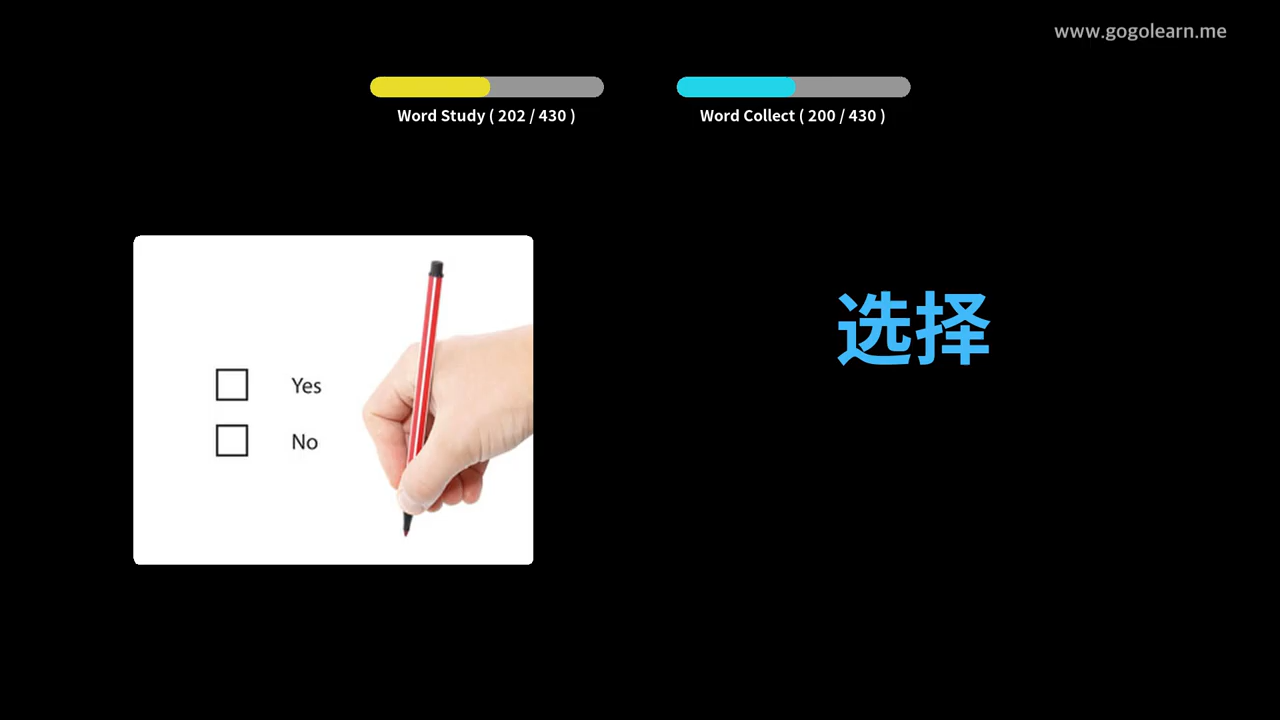 www.gogolearn.me
Word Study ( 202 / 430 )
Word Collect ( 200 / 430 )
选择
Yes
No